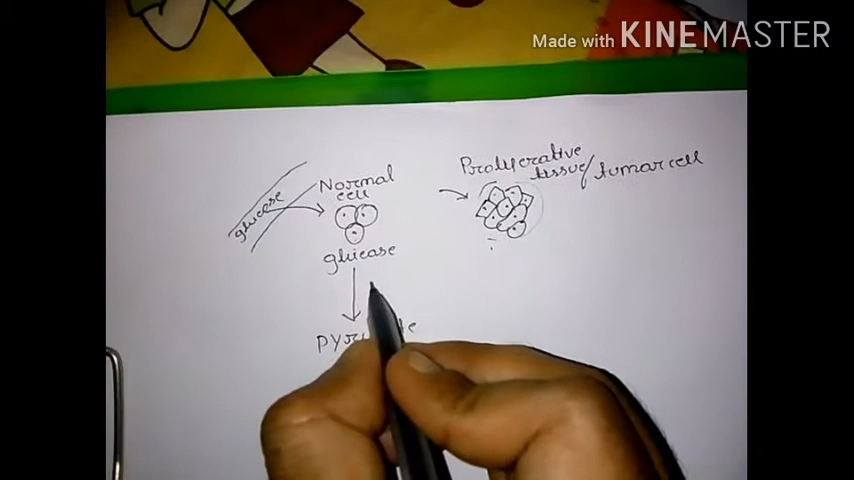 Made with KINEMASTER
glucose
Normal
cell
Proliferative
tissue/tumar cell
glucose